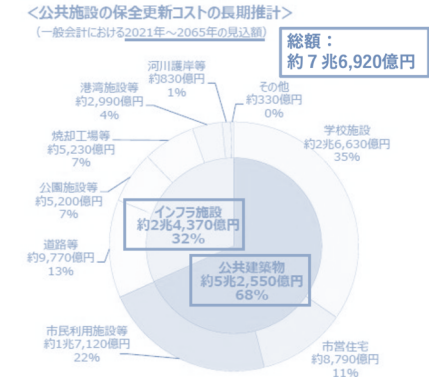 ＜公共施設の保全更新コストの長期推計＞
（一般会計における2021年～2065年の見込額）
総額：
約７兆6,920億円
河川護岸等
約830億円
1%
その他
約330億円
0%
港湾施設等
約2,990億円
4%
学校施設
約2兆6,630億円
35%
焼却工場等
約5,230億円
7%
公園施設等
約5,200億円
7%
インフラ施設
約2兆4,370億円
32%
道路等
約9,770億円
13%
公共建築物
約5兆2,550億円
68%
市民利用施設等
約1兆7,120億円
22%
市営住宅
約8,790億円
11%